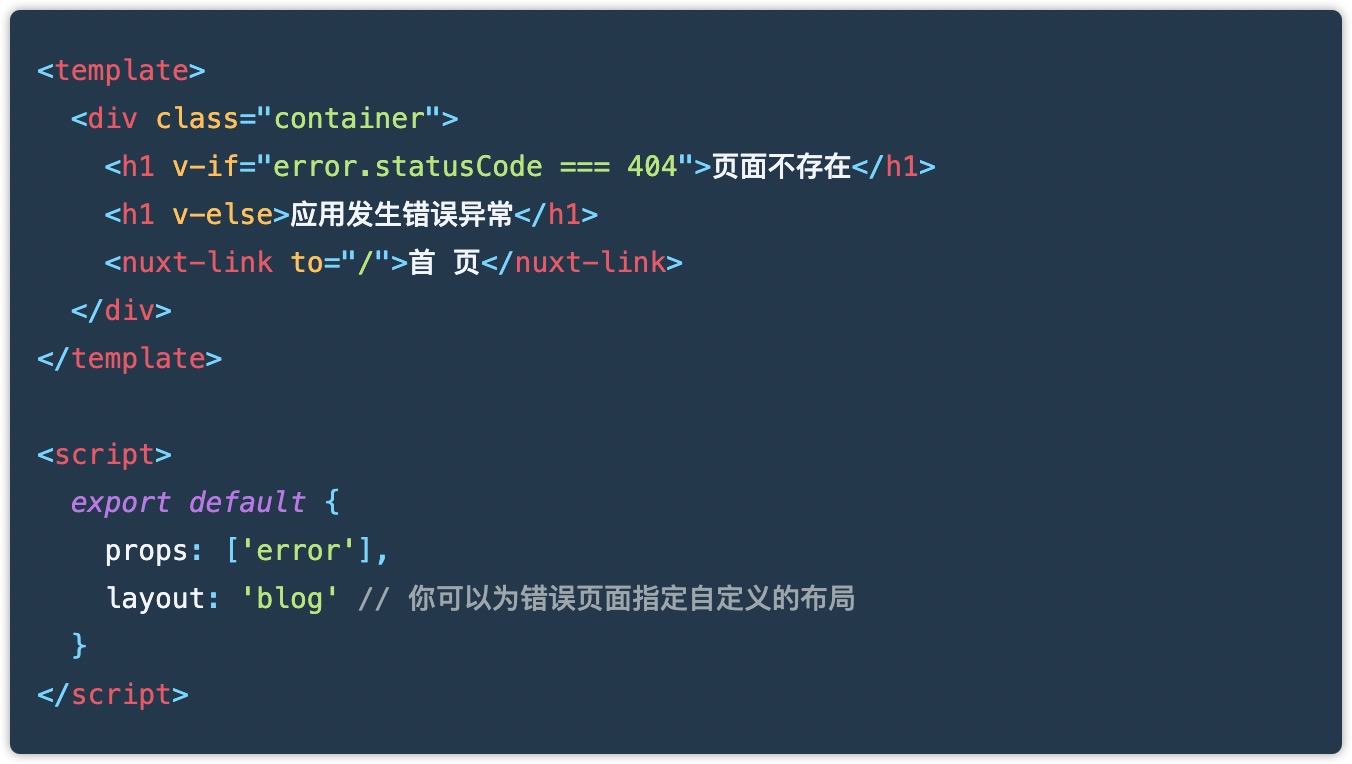 <template>
  <div class="container">
    <h1 v-if="error.statusCode === 404">页面不存在</h1>
    <h1 v-else>应用发生错误异常</h1>
    <nuxt-link to="/">首 页</nuxt-link>
  </div>
</template>

<script>
  export default {
    props: ['error'],
    layout: 'blog' // 你可以为错误页面指定自定义的布局
  }
</script>